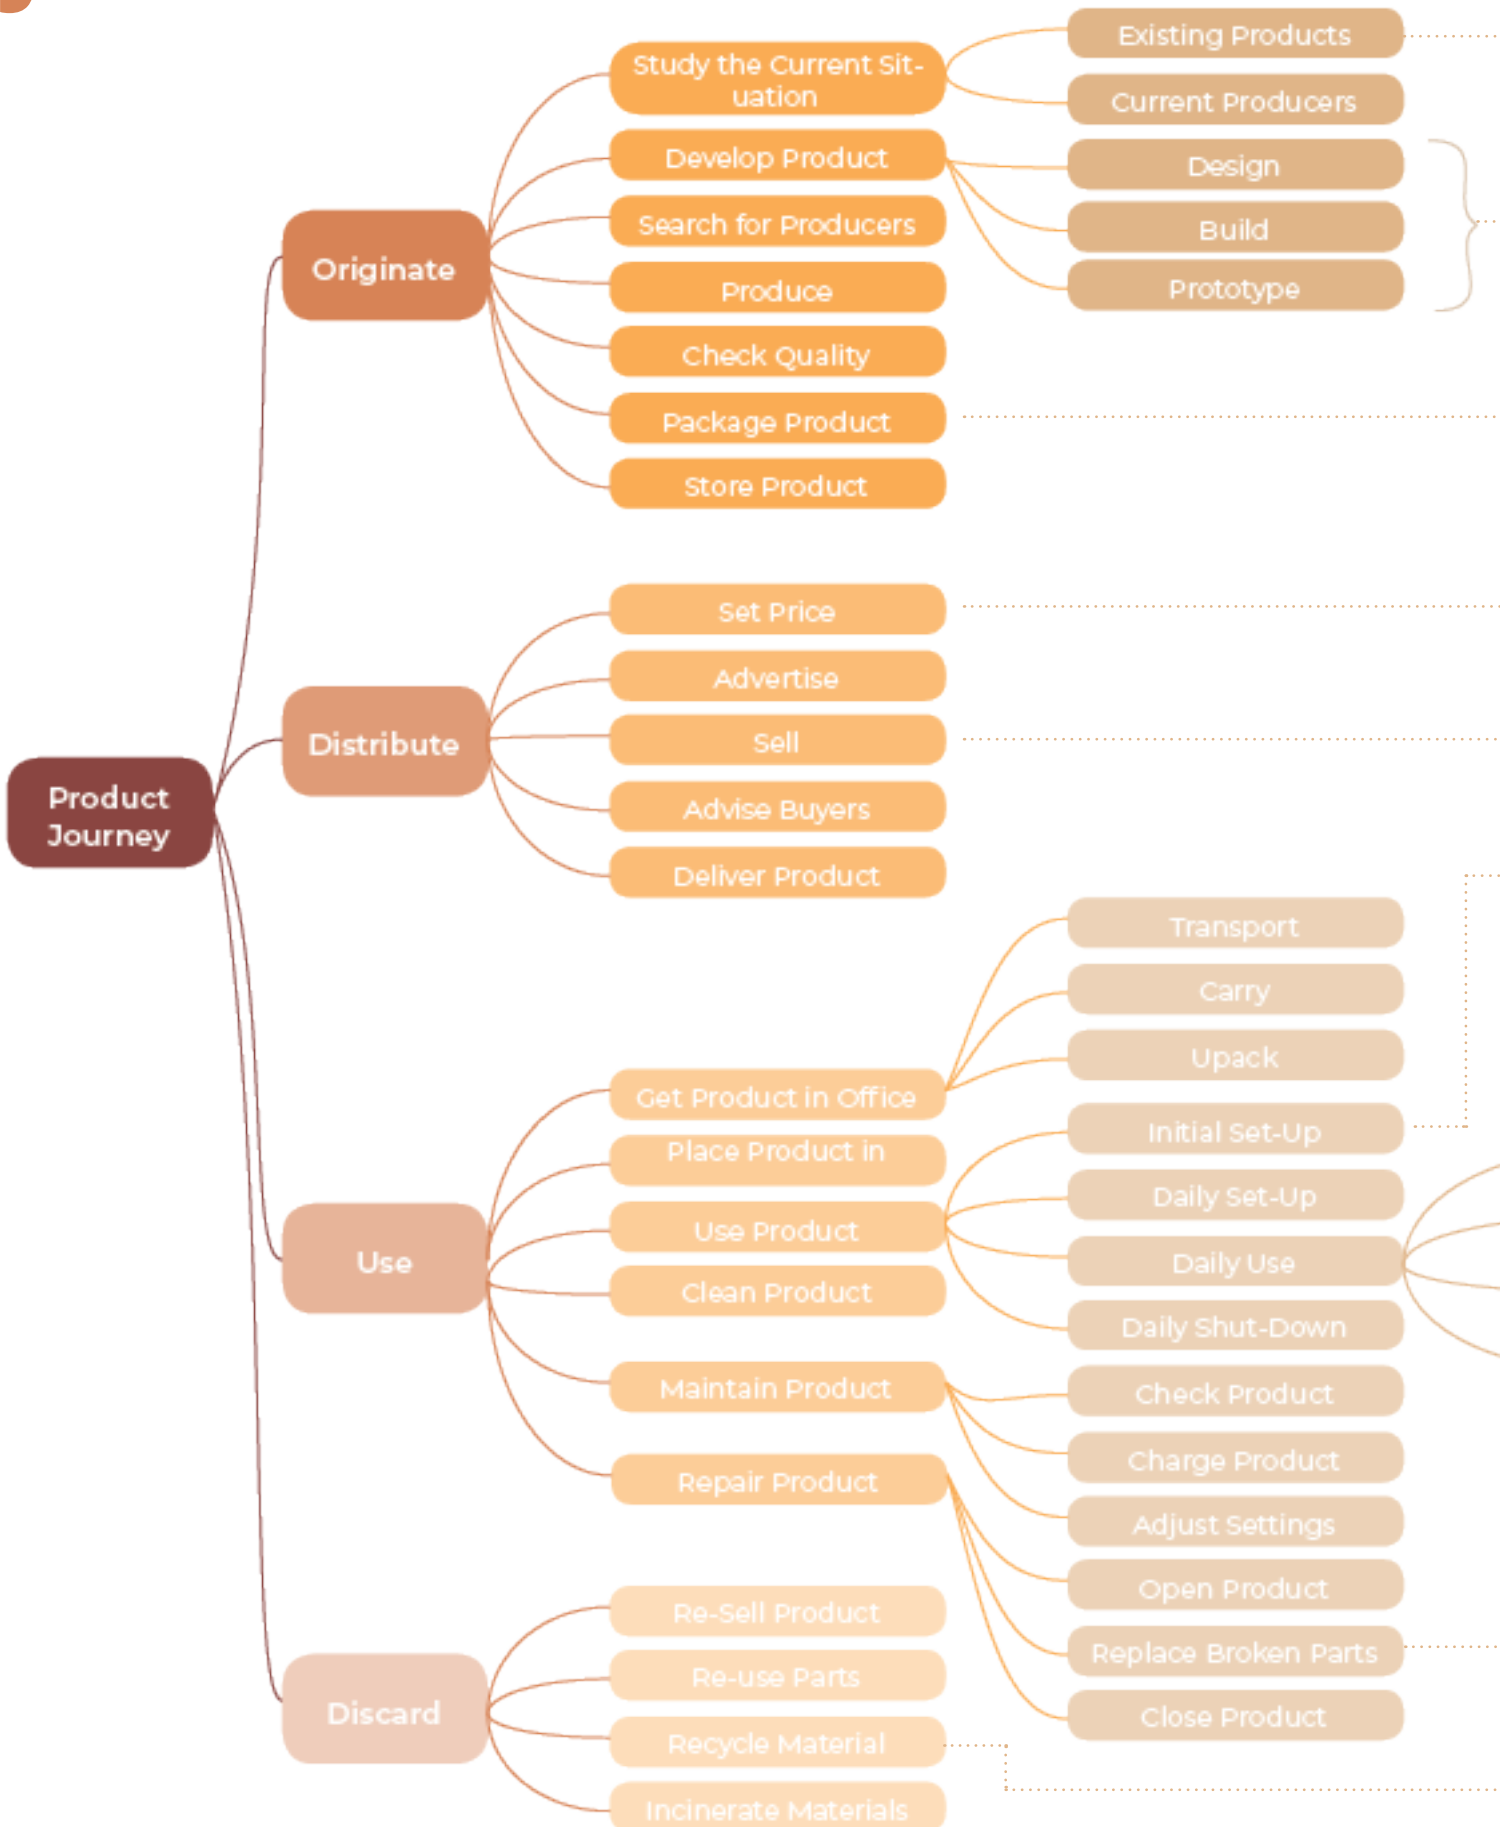 Product
Journey
Originate
Study the Current Sit-
uation
Existing Products
Current Producers
Develop Product
Design
Build
Prototype
Search for Producers
Produce
Check Quality
Package Product
Store Product
Distribute
Set Price
Advertise
Sell
Advise Buyers
Deliver Product
Use
Get Product in Office
Transport
Carry
Upack
Place Product in
Use Product
Initial Set-Up
Daily Set-Up
Daily Use
Daily Shut-Down
Clean Product
Maintain Product
Check Product
Charge Product
Adjust Settings
Repair Product
Open Product
Replace Broken Parts
Close Product
Discard
Re-Sell Product
Re-use Parts
Recycle Material
Incinerate Materials